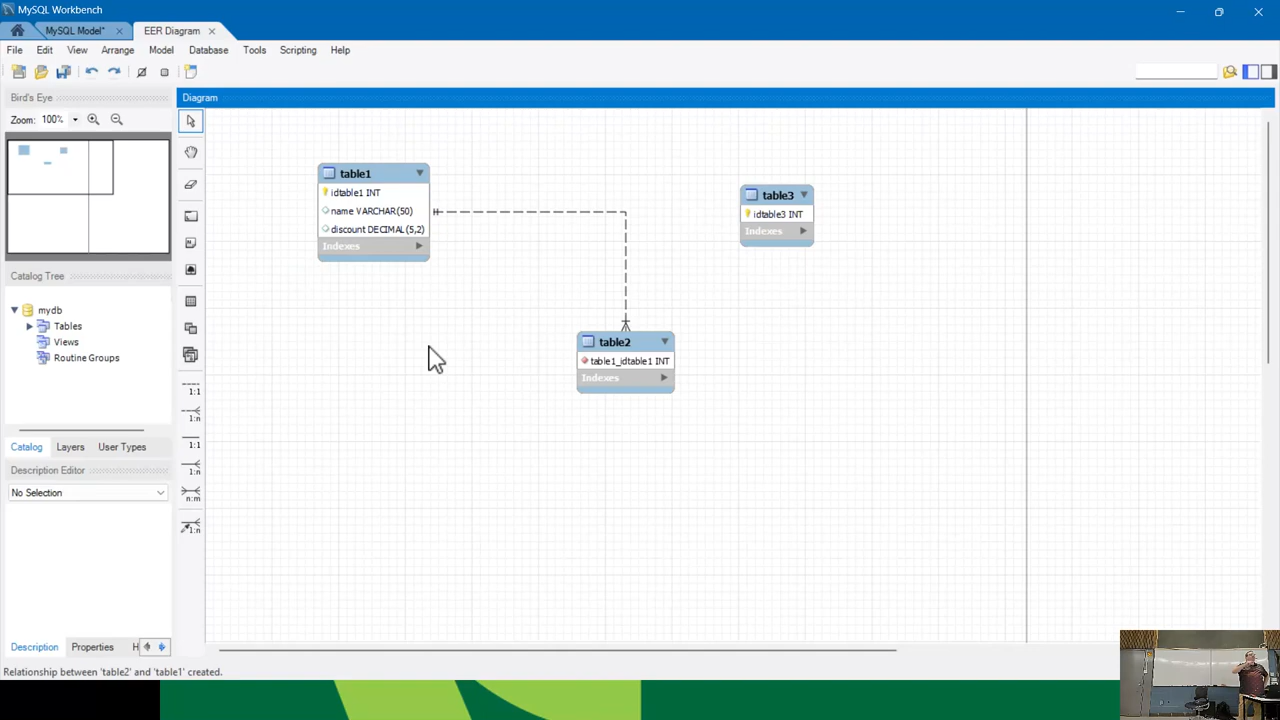 MySQL Workbench
MySQL Model*
EER Diagram
File Edit View Arrange Model Database Tools Scripting Help
Bird's Eye
Diagram
Zoom: 100%
table1
idtable1 INT
name VARCHAR(50)
discount DECIMAL(5,2)
Indexes
table3
idtable3 INT
Indexes
table2
table1_idtable1 INT
Indexes
Catalog Tree
mydb
Tables
Views
Routine Groups
1:1
1:n
1:1
1:n
n:m
1:n
Catalog Layers User Types
Description Editor
No Selection
Description Properties H
Relationship between 'table2' and 'table1' created.